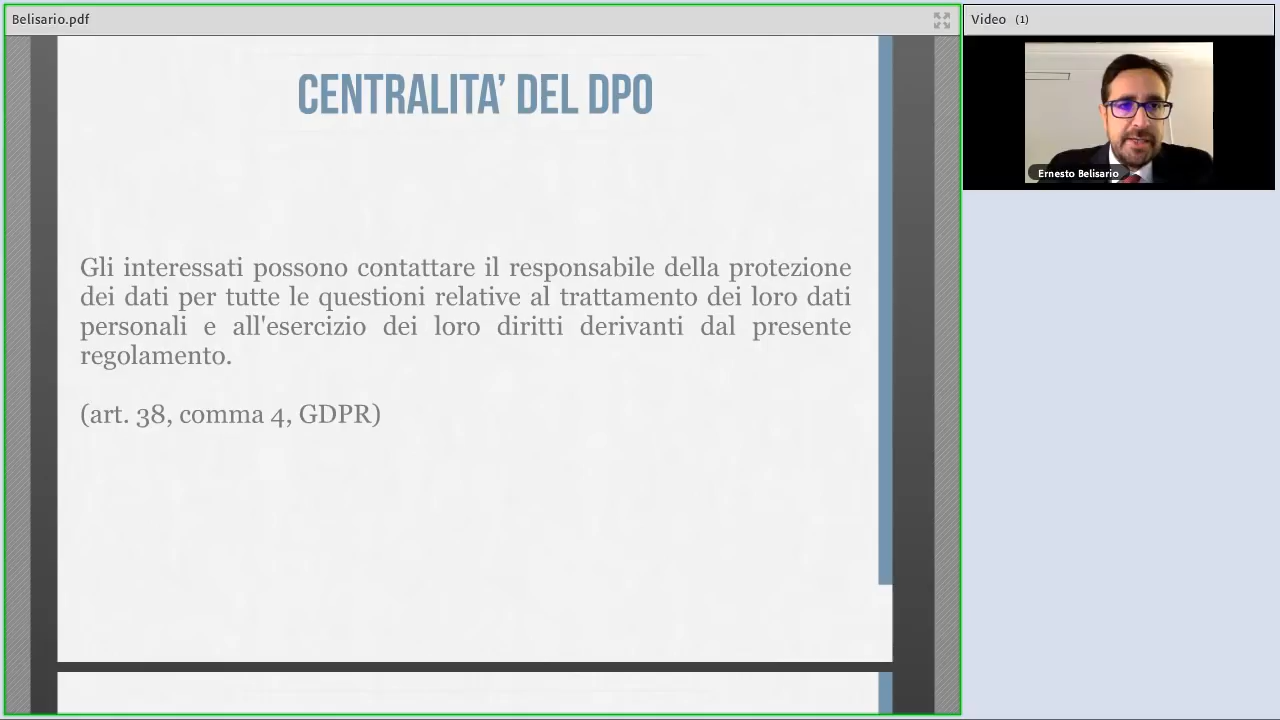 Belisario.pdf
Video (1)
CENTRALITA’ DEL DPO
Gli interessati possono contattare il responsabile della protezione
dei dati per tutte le questioni relative al trattamento dei loro dati
personali e all'esercizio dei loro diritti derivanti dal presente
regolamento.
(art. 38, comma 4, GDPR)
Ernesto Belisario